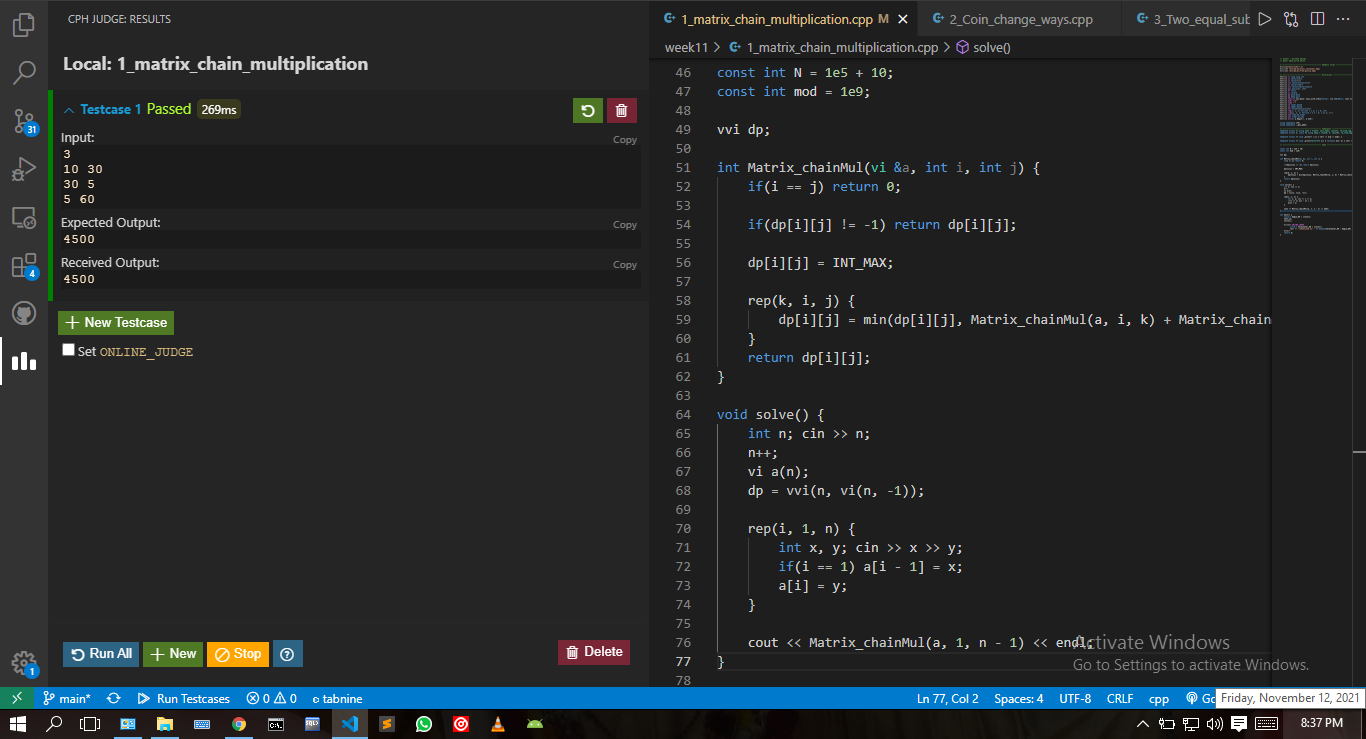 CPH JUDGE: RESULTS
Local: 1_matrix_chain_multiplication
Testcase 1 Passed 269ms
Input:
Copy
3
10 30
30 5
5 60
Expected Output:
Copy
4500
Received Output:
Copy
4500
+ New Testcase
Set ONLINE_JUDGE
Run All
+ New
Stop
Delete
31
4
1
1_matrix_chain_multiplication.cpp M
2_Coin_change_ways.cpp
3_Two_equal_sub
week11 > 1_matrix_chain_multiplication.cpp > solve()
46 const int N = 1e5 + 10;
47 const int mod = 1e9;
48
49 vvi dp;
50
51 int Matrix_chainMul(vi &a, int i, int j) {
52 if(i == j) return 0;
53
54 if(dp[i][j] != -1) return dp[i][j];
55
56 dp[i][j] = INT_MAX;
57
58 rep(k, i, j) {
59 dp[i][j] = min(dp[i][j], Matrix_chainMul(a, i, k) + Matrix_chain
60 }
61 return dp[i][j];
62 }
63
64 void solve() {
65 int n; cin >> n;
66 n++;
67 vi a(n);
68 dp = vvi(n, vi(n, -1));
69
70 rep(i, 1, n) {
71 int x, y; cin >> x >> y;
72 if(i == 1) a[i - 1] = x;
73 a[i] = y;
74 }
75
76 cout << Matrix_chainMul(a, 1, n - 1) << endl;
77 }
78
Activate Windows
Go to Settings to activate Windows.
main*
Run Testcases
0
0
tabnine
Ln 77, Col 2
Spaces: 4
UTF-8
CRLF
cpp
Go
Friday, November 12, 2021
8:37 PM